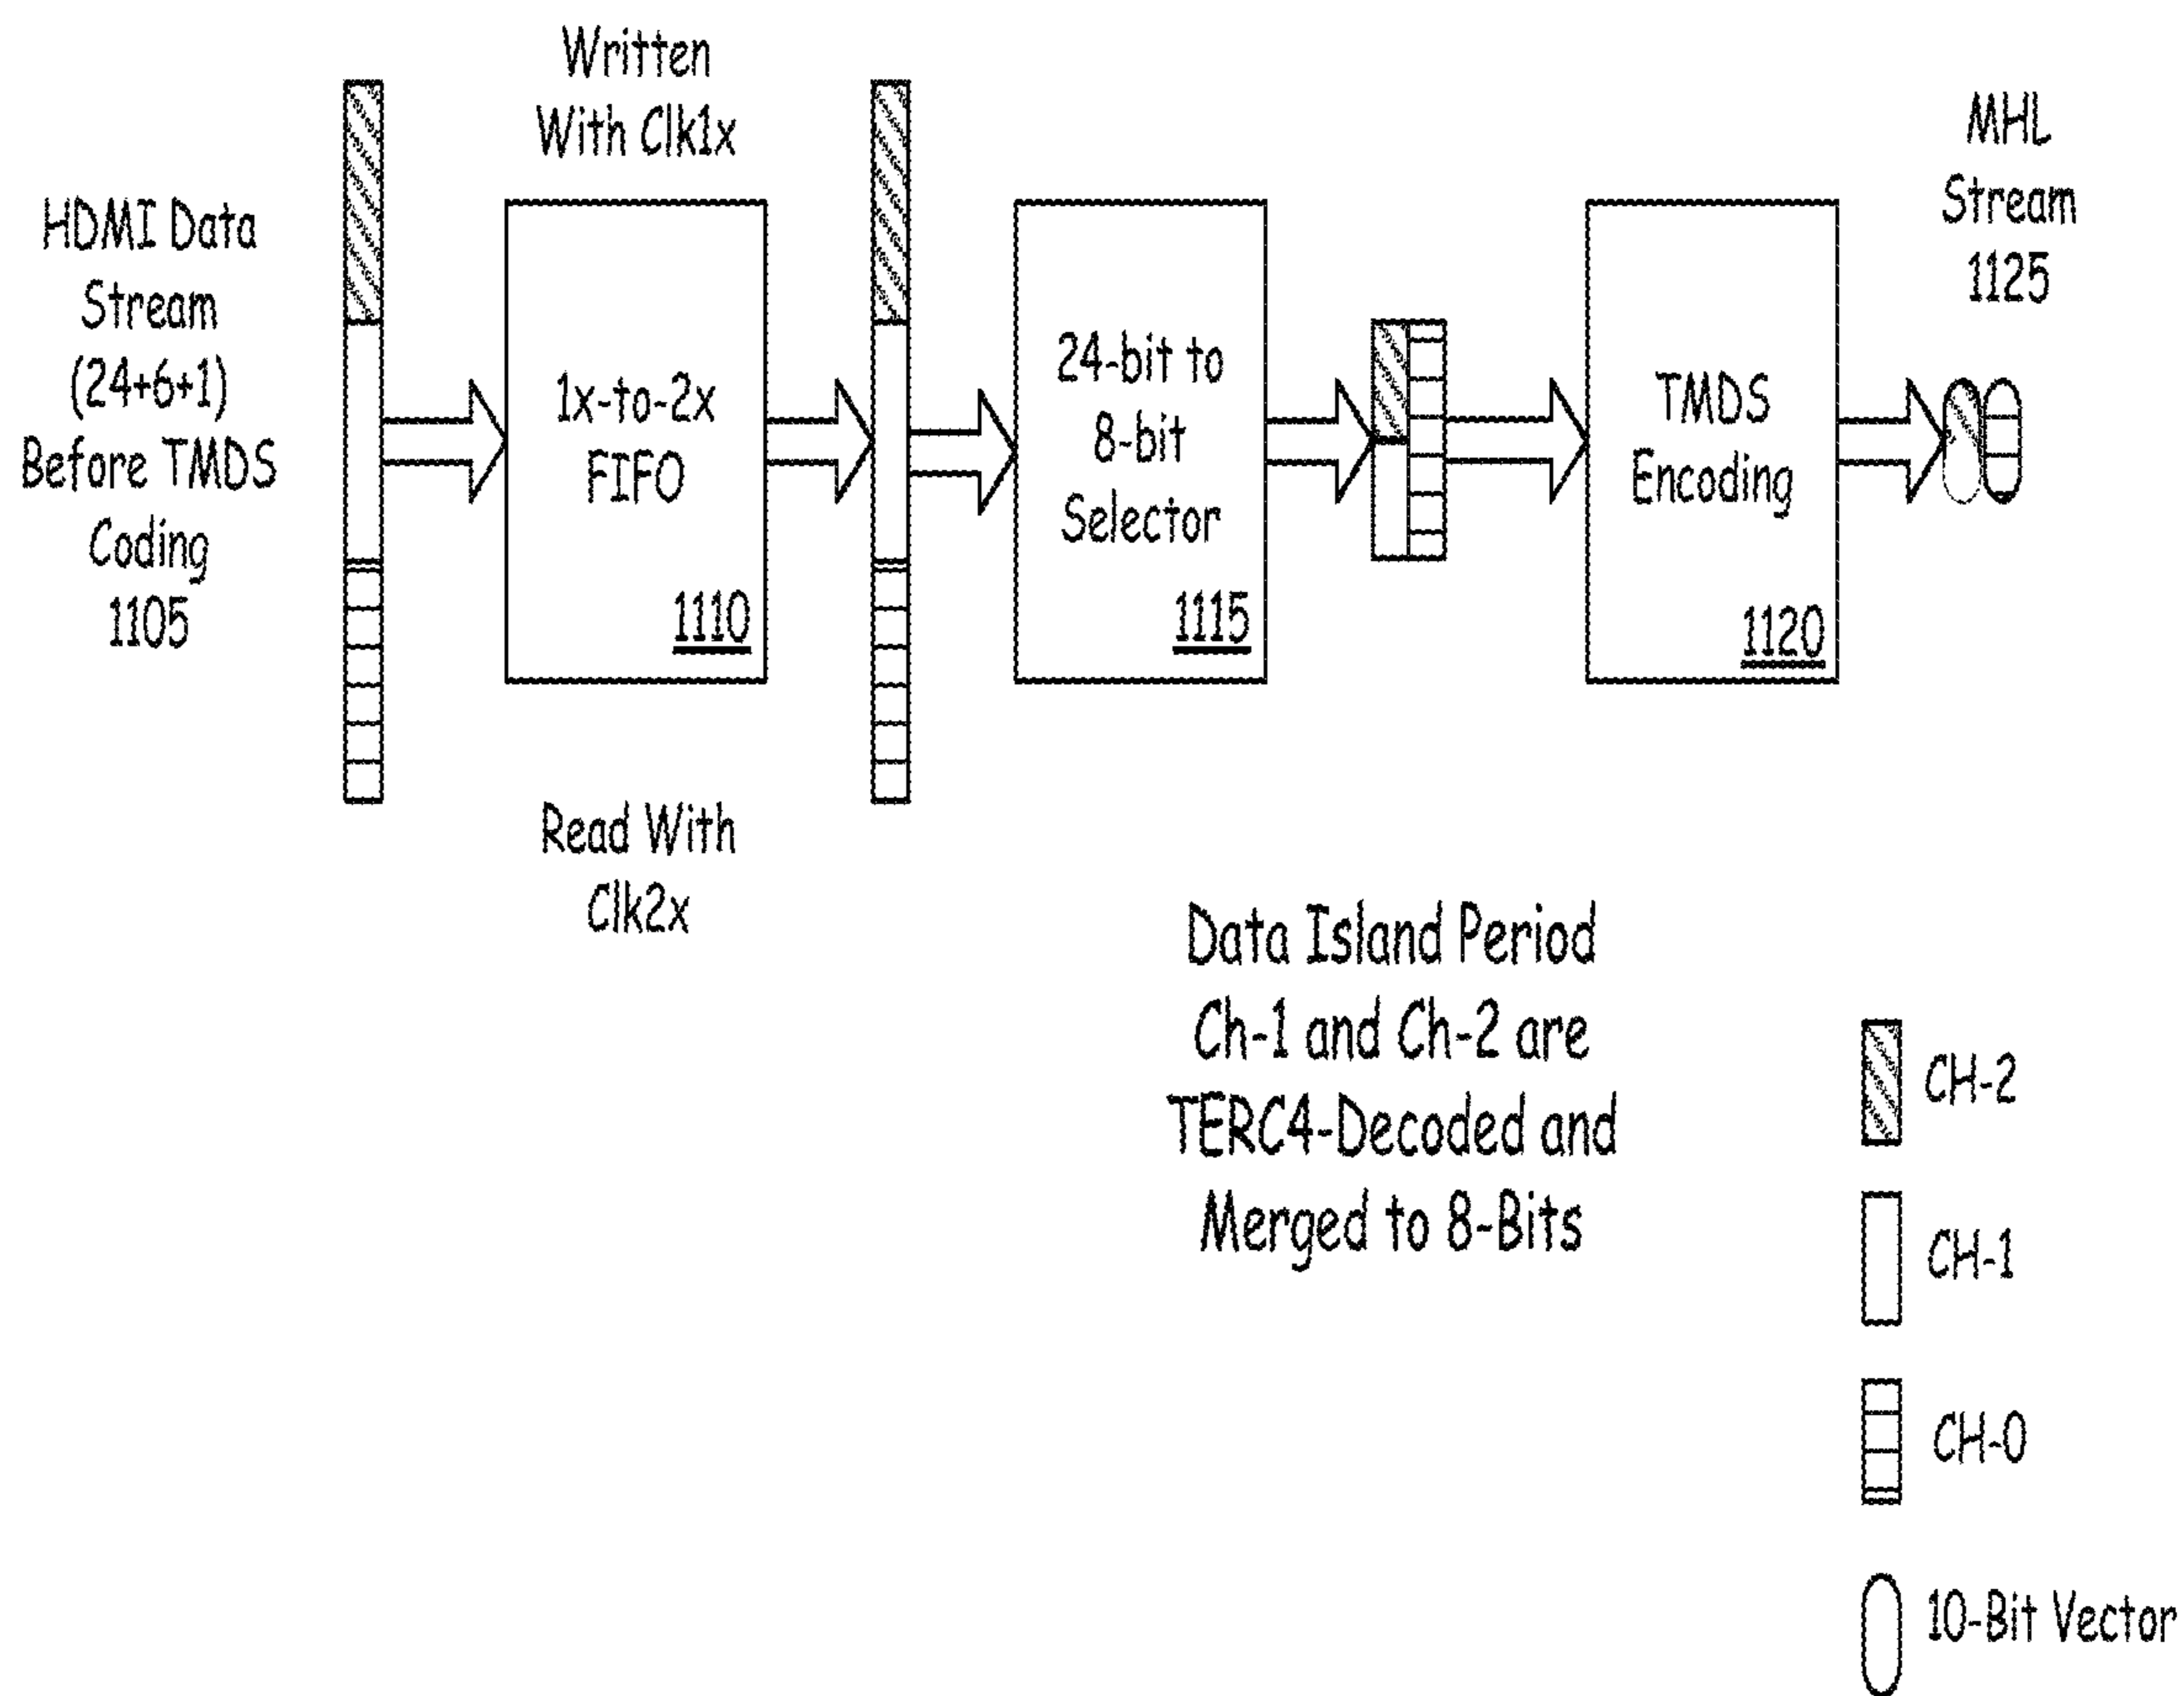 Written
With Clk1x
HDMI Data
Stream
(24+6+1)
Before TMDS
Coding
1105
1x-to-2x
FIFO
1110
Read With
Clk2x
24-bit to
8-bit
Selector
1115
TMDS
Encoding
1120
MHL
Stream
1125
Data Island Period
Ch-1 and Ch-2 are
TERC4-Decoded and
Merged to 8-Bits
CH-2
CH-1
CH-0
10-Bit Vector